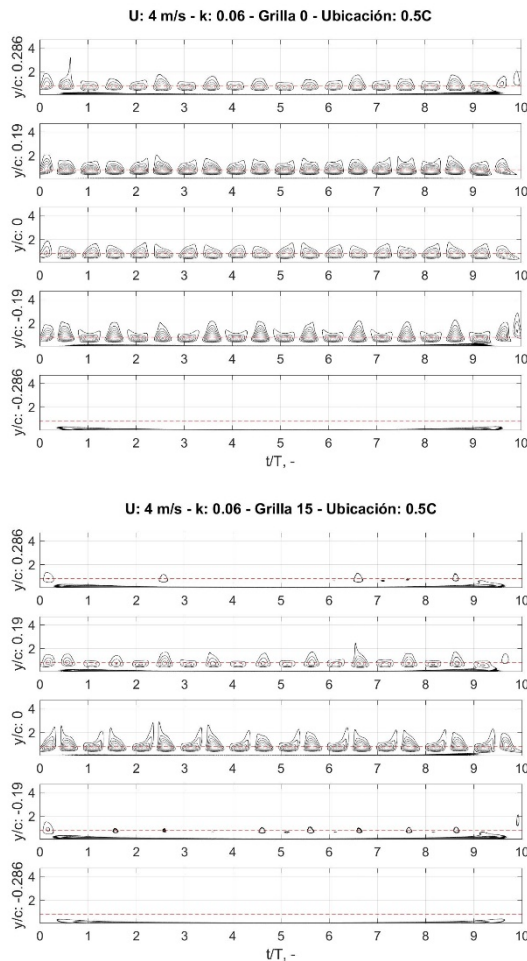 U: 4 m/s - k: 0.06 - Grilla 0 - Ubicación: 0.5C
y/c: 0.286
4
2
0 1 2 3 4 5 6 7 8 9 10
y/c: 0.19
4
2
0 1 2 3 4 5 6 7 8 9 10
y/c: 0
4
2
0 1 2 3 4 5 6 7 8 9 10
y/c: -0.19
4
2
0 1 2 3 4 5 6 7 8 9 10
y/c: -0.286
4
2
0 1 2 3 4 5 6 7 8 9 10
t/T, -
U: 4 m/s - k: 0.06 - Grilla 15 - Ubicación: 0.5C
y/c: 0.286
4
2
0 1 2 3 4 5 6 7 8 9 10
y/c: 0.19
4
2
0 1 2 3 4 5 6 7 8 9 10
y/c: 0
4
2
0 1 2 3 4 5 6 7 8 9 10
y/c: -0.19
4
2
0 1 2 3 4 5 6 7 8 9 10
y/c: -0.286
4
2
0 1 2 3 4 5 6 7 8 9 10
t/T, -